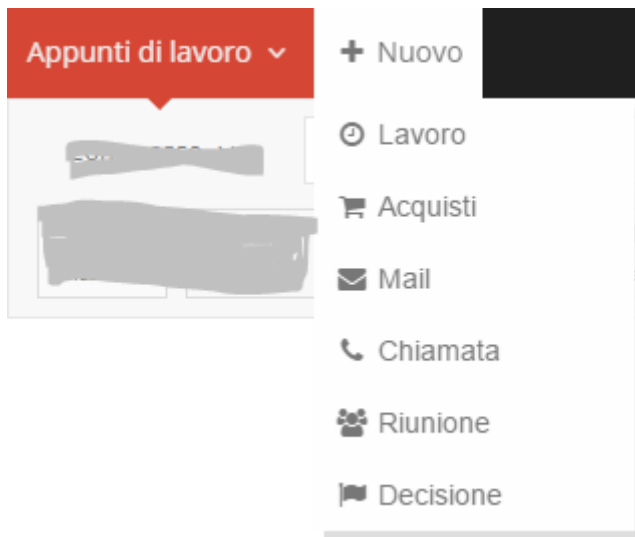 Appunti di lavoro
Nuovo
Lavoro
Acquisti
Mail
Chiamata
Riunione
Decisione